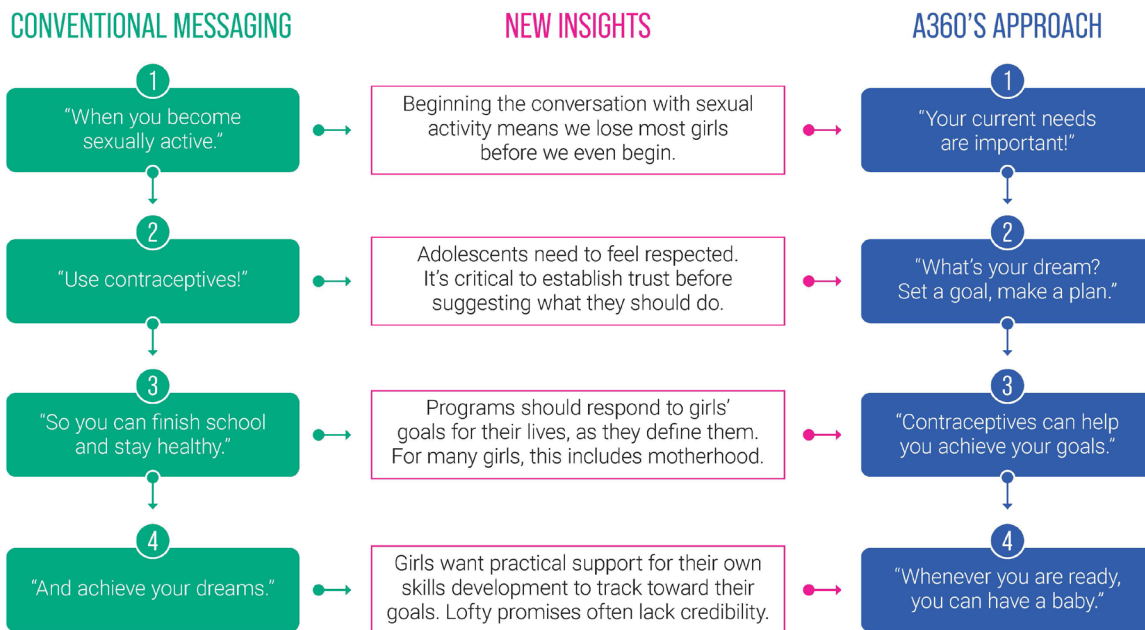 CONVENTIONAL MESSAGING
NEW INSIGHTS
A360'S APPROACH
1
“When you become
sexually active.”
Beginning the conversation with sexual
activity means we lose most girls
before we even begin.
1
“Your current needs
are important!”
2
“Use contraceptives!”
Adolescents need to feel respected.
It's critical to establish trust before
suggesting what they should do.
2
“What's your dream?
Set a goal, make a plan.”
3
“So you can finish school
and stay healthy.”
Programs should respond to girls'
goals for their lives, as they define them.
For many girls, this includes motherhood.
3
“Contraceptives can help
you achieve your goals.”
4
“And achieve your dreams.”
Girls want practical support for their own
skills development to track toward their
goals. Lofty promises often lack credibility.
4
“Whenever you are ready,
you can have a baby.”